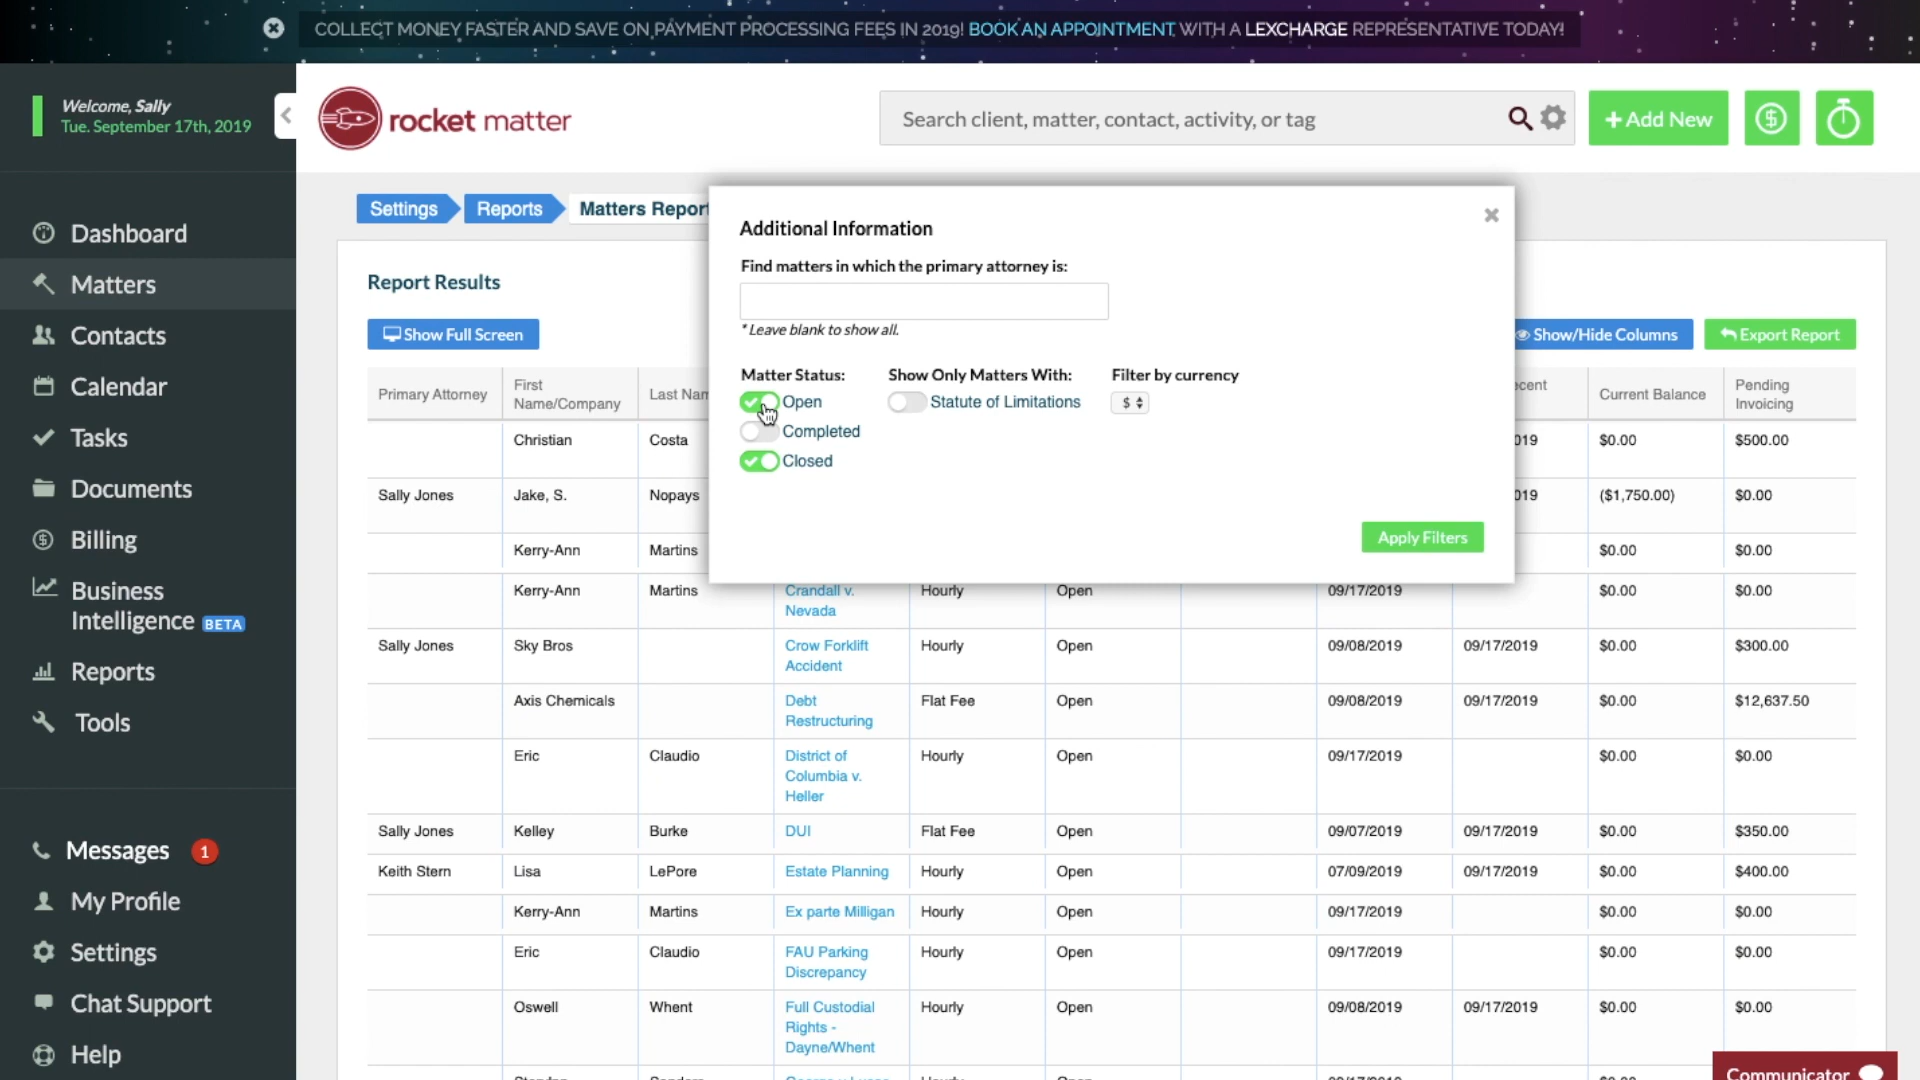 COLLECT MONEY FASTER AND SAVE ON PAYMENT PROCESSING FEES IN 2019! BOOK AN APPOINTMENT WITH A LEXCHARGE REPRESENTATIVE TODAY!
Welcome, Sally
Tue. September 17th, 2019
rocket matter
Search client, matter, contact, activity, or tag
+ Add New
Dashboard
Matters
Contacts
Calendar
Tasks
Documents
Billing
Business
Intelligence BETA
Reports
Tools
Messages 1
My Profile
Settings
Chat Support
Help
Settings Reports Matters Report
Report Results
Show Full Screen
Additional Information
Find matters in which the primary attorney is:
* Leave blank to show all.
Matter Status: Show Only Matters With: Filter by currency
Open Statute of Limitations $
Completed
Closed
Apply Filters
Show/Hide Columns Export Report
Primary Attorney First Name/Company Last Nam ecent Current Balance Pending Invoicing
Christian Costa 019 $0.00 $500.00
Sally Jones Jake, S. Nopays 019 ($1,750.00) $0.00
Kerry-Ann Martins $0.00 $0.00
Kerry-Ann Martins Crandall v. Hourly Open 09/17/2019 $0.00 $0.00
Nevada
Sally Jones Sky Bros Crow Forklift Hourly Open 09/08/2019 09/17/2019 $0.00 $300.00
Accident
Axis Chemicals Debt Flat Fee Open 09/08/2019 09/17/2019 $0.00 $12,637.50
Restructuring
Eric Claudio District of Hourly Open 09/17/2019 $0.00 $0.00
Columbia v.
Heller
Sally Jones Kelley Burke DUI Flat Fee Open 09/07/2019 09/17/2019 $0.00 $350.00
Keith Stern Lisa LePore Estate Planning Hourly Open 07/09/2019 09/17/2019 $0.00 $400.00
Kerry-Ann Martins Ex parte Milligan Hourly Open 09/17/2019 $0.00 $0.00
Eric Claudio FAU Parking Hourly Open 09/17/2019 $0.00 $0.00
Discrepancy
Oswell Whent Full Custodial Hourly Open 09/08/2019 09/17/2019 $0.00 $0.00
Rights -
Dayne/Whent
Communicator